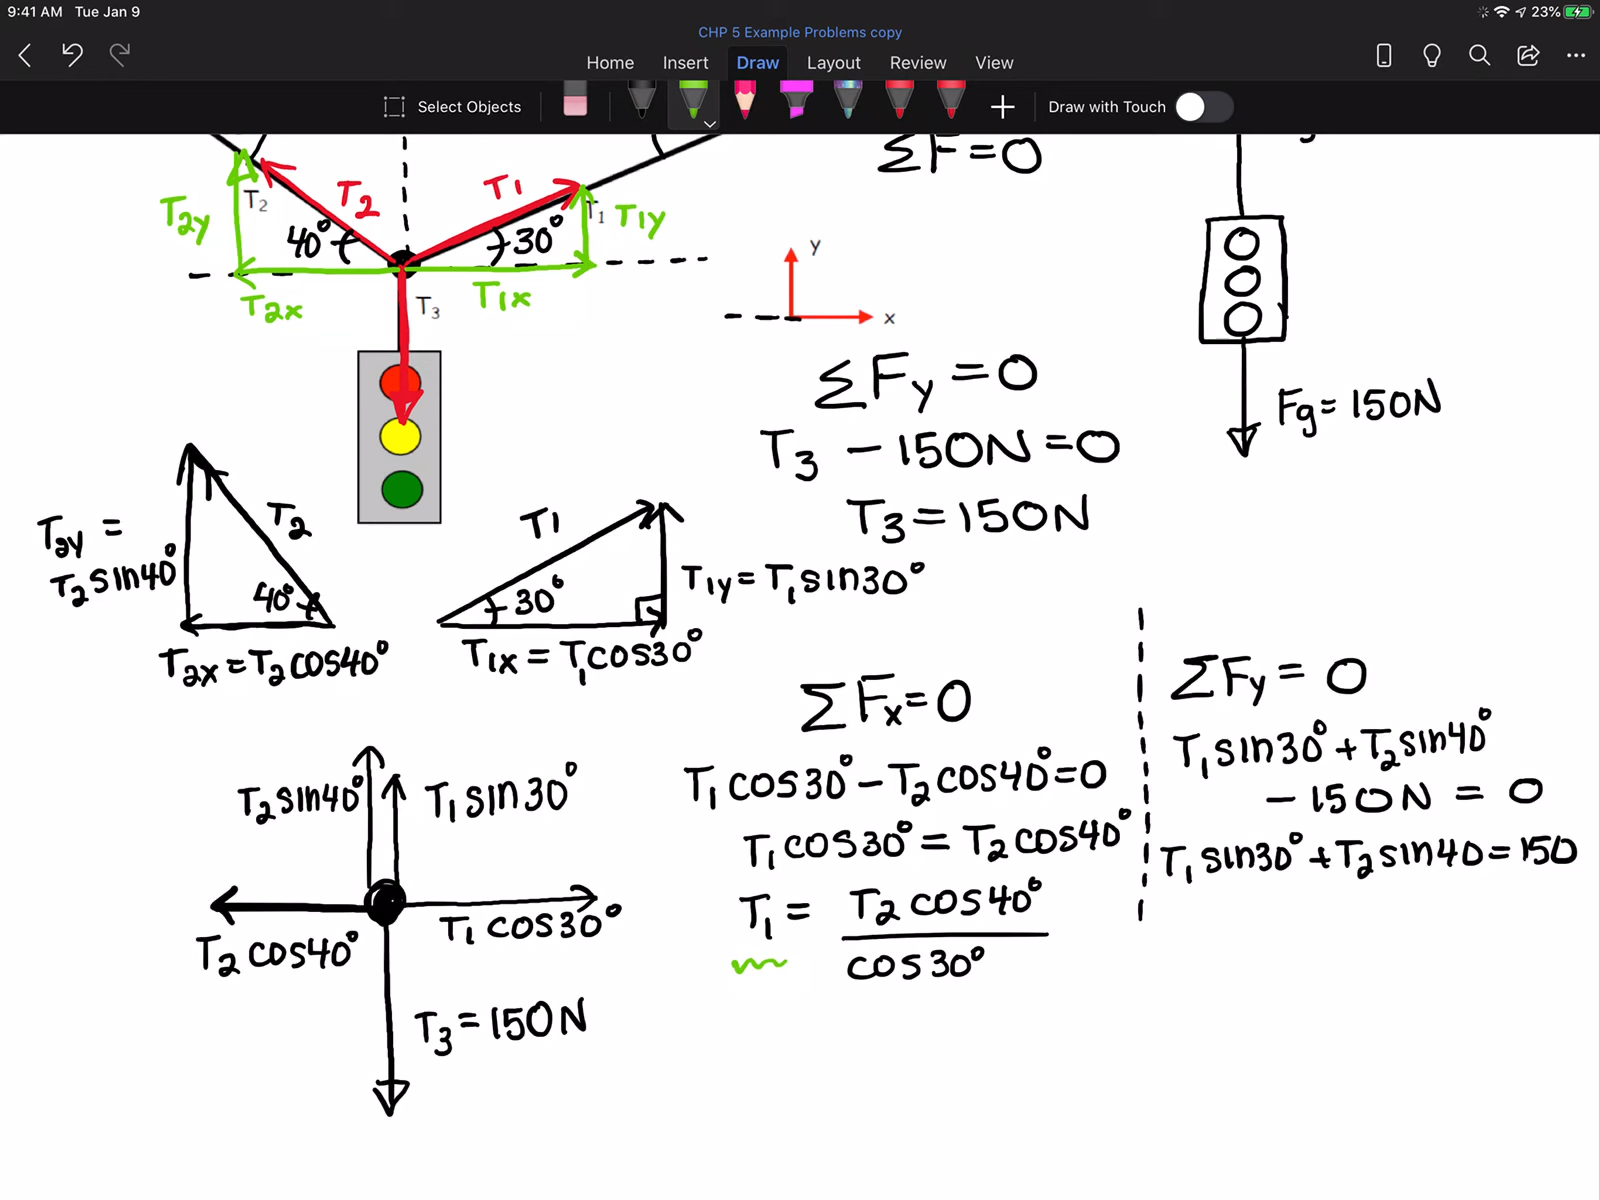 9:41 AM Tue Jan 9
23%
CHP 5 Example Problems copy
Home Insert Draw Layout Review View
Select Objects
Draw with Touch
ΣF=0
T2y
T₂
T2
T1
T₁
T1y
40°
30°
T2x
T₃
T1x
y
x
ΣFy = 0
T3 - 150N = 0
T3 = 150N
Fg = 150N
T2y =
T2 sin40°
T2
40°
T2x = T2 cos40°
T1
30°
T1y = T1 sin30°
T1x = T1 cos30°
ΣFx = 0
T1 cos30° - T2 cos40° = 0
T1 cos30° = T2 cos40°
T1 = T2 cos40°
cos30°
ΣFy = 0
T1 sin30° + T2 sin40°
- 150N = 0
T1 sin30° + T2 sin40 = 150
T2 sin40°
T1 sin30°
T2 cos40°
T1 cos30°
T3 = 150N